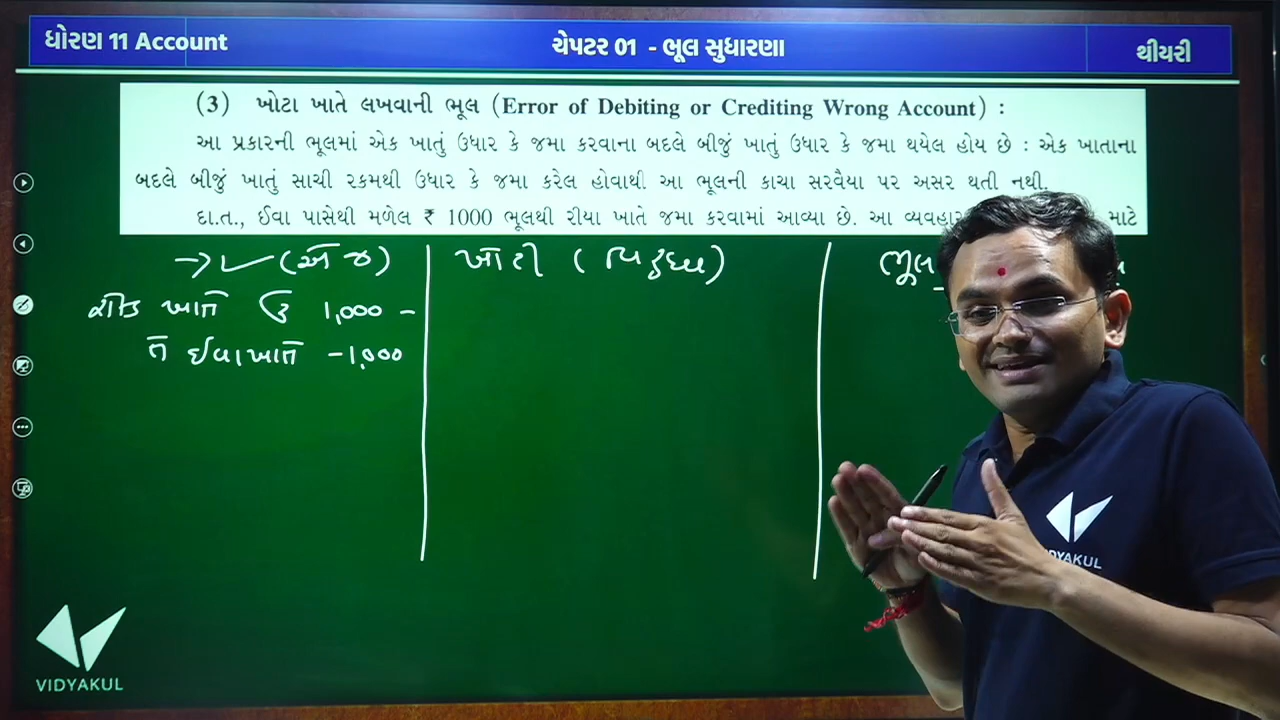 ધોરણ 11 Account
ચેપટર 01 - ભૂલ સુધારણા
થીયરી
(3) ખોટા ખાતે લખવાની ભૂલ (Error of Debiting or Crediting Wrong Account) :
આ પ્રકારની ભૂલમાં એક ખાતું ઉધાર કે જમા કરવાના બદલે બીજું ખાતું ઉધાર કે જમા થયેલ હોય છે : એક ખાતાના
બદલે બીજું ખાતું સાચી રકમથી ઉધાર કે જમા કરેલ હોવાથી આ ભૂલની કાચા સરવૈયા પર અસર થતી નથી.
દા.ત., ઈવા પાસેથી મળેલ ₹ 1000 ભૂલથી રીયા ખાતે જમા કરવામાં આવ્યા છે. આ માટે
→ ✓ (એ જ)
ખોટી (વિરુધ્ધ)
ભૂલ
રોકડ ખાતે ઉ 1,000 -
તે ઈવા ખાતે - 1,000
VIDYAKUL
VIDYAKUL